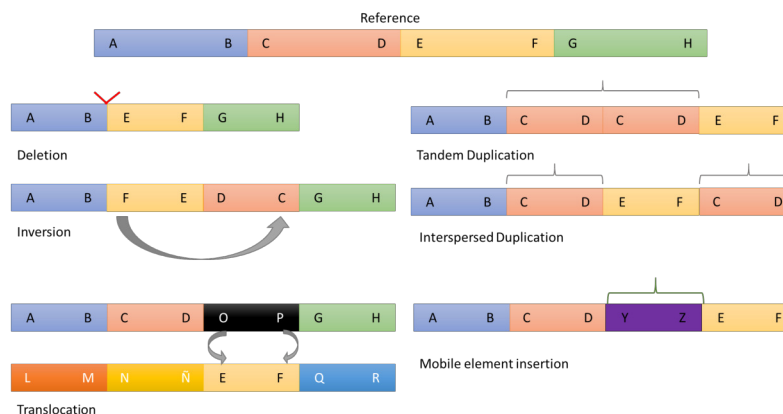 Reference
A B C D E F G H
A B E F G H
Deletion
A B C D C D E F
Tandem Duplication
A B F E D C G H
Inversion
A B C D E F C D
Interspersed Duplication
A B C D O P G H
L M N Ñ E F Q R
Translocation
A B C D Y Z E F
Mobile element insertion